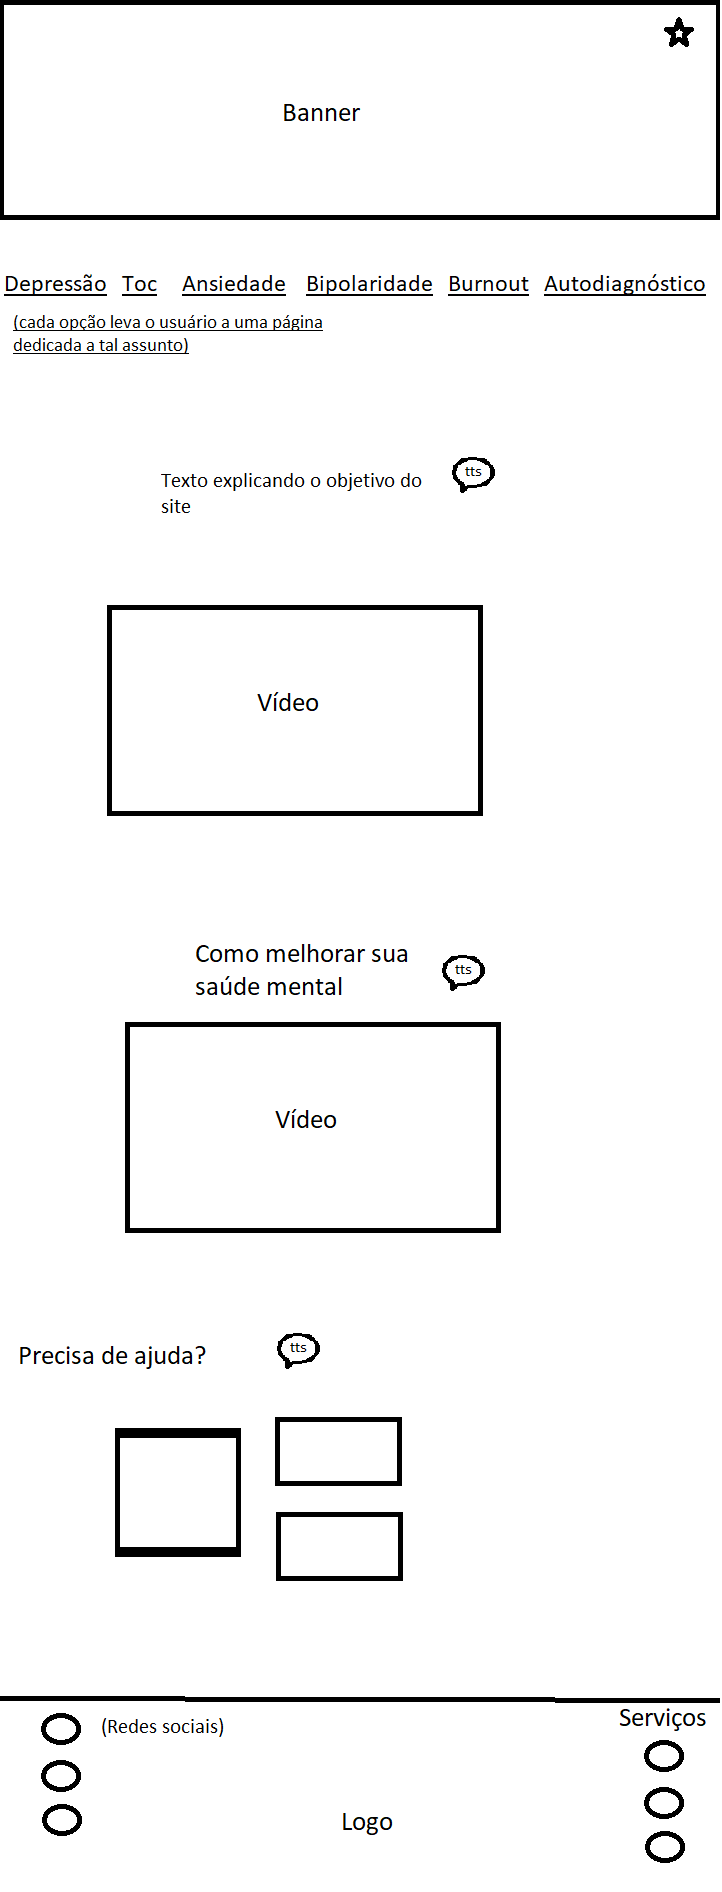 Banner
Depressão Toc Ansiedade Bipolaridade Burnout Autodiagnóstico
(cada opção leva o usuário a uma página
dedicada a tal assunto)
Texto explicando o objetivo do
site
tts
Vídeo
Como melhorar sua
saúde mental
tts
Vídeo
Precisa de ajuda?
tts
(Redes sociais)
Serviços
Logo